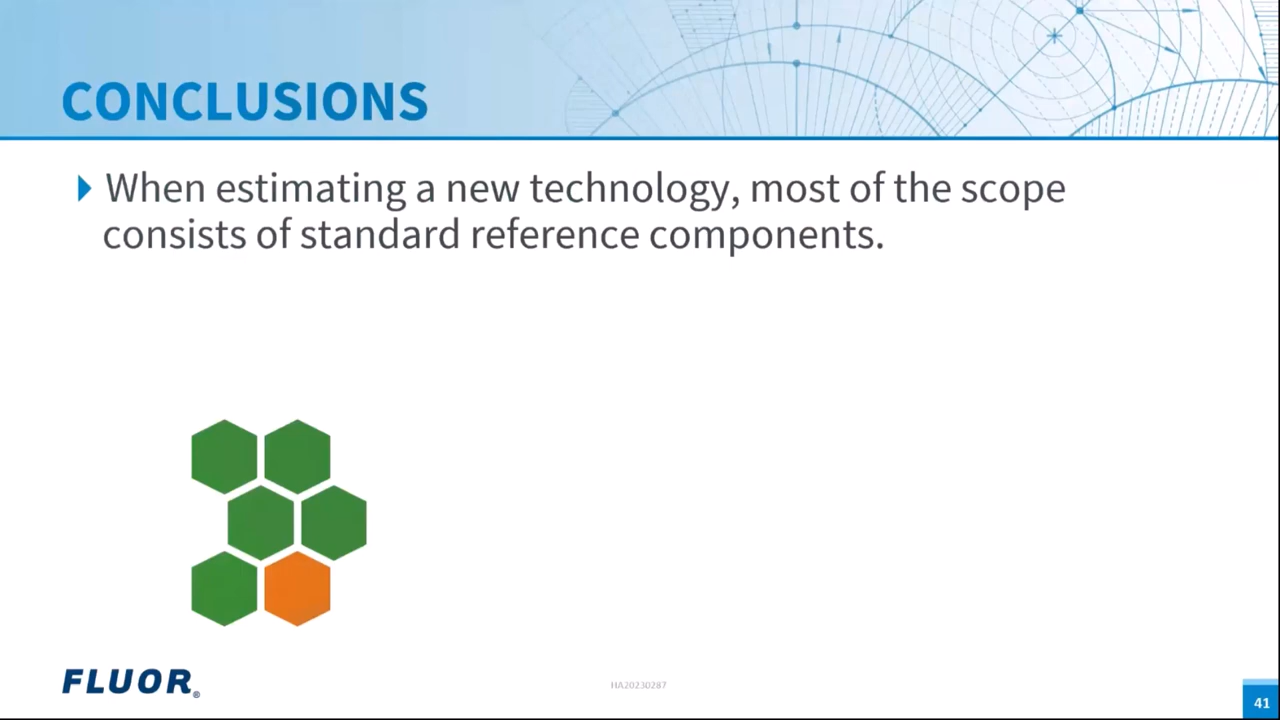 CONCLUSIONS
When estimating a new technology, most of the scope
consists of standard reference components.
FLUOR®
HA20230287
41